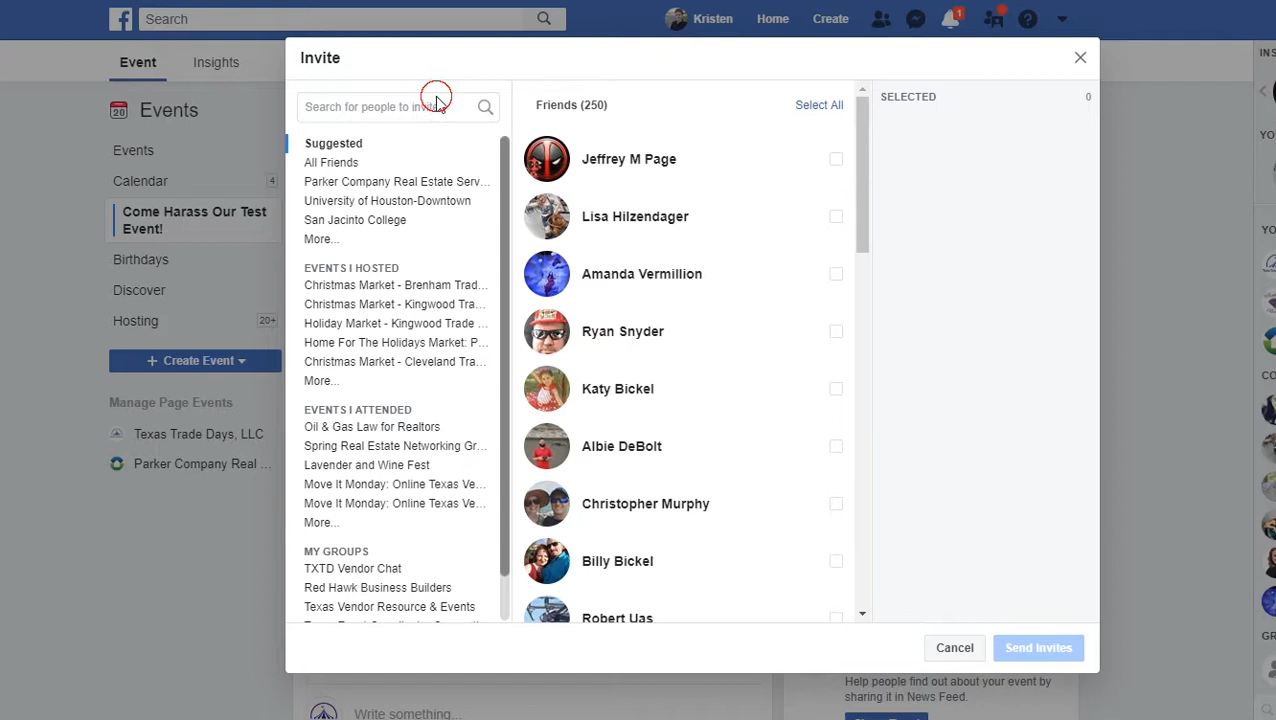 Search
Kristen
Home
Create
1
Event
Insights
20
Events
Events
Calendar
4
Come Harass Our Test
Event!
Birthdays
Discover
Hosting
20+
+ Create Event
Manage Page Events
Texas Trade Days, LLC
Parker Company Real ...
Invite
Search for people to invite
Suggested
All Friends
Parker Company Real Estate Serv...
University of Houston-Downtown
San Jacinto College
More...
EVENTS I HOSTED
Christmas Market - Brenham Trad...
Christmas Market - Kingwood Tra...
Holiday Market - Kingwood Trade ...
Home For The Holidays Market: P...
Christmas Market - Cleveland Tra...
More...
EVENTS I ATTENDED
Oil & Gas Law for Realtors
Spring Real Estate Networking Gr...
Lavender and Wine Fest
Move It Monday: Online Texas Ve...
Move It Monday: Online Texas Ve...
More...
MY GROUPS
TXTD Vendor Chat
Red Hawk Business Builders
Texas Vendor Resource & Events
Friends (250)
Select All
Jeffrey M Page
Lisa Hilzendager
Amanda Vermillion
Ryan Snyder
Katy Bickel
Albie DeBolt
Christopher Murphy
Billy Bickel
Robert Uas
SELECTED
0
Cancel
Send Invites
Write something...
Help people find out about your event by
sharing it in News Feed.
INS
YO
YO
CO
GR